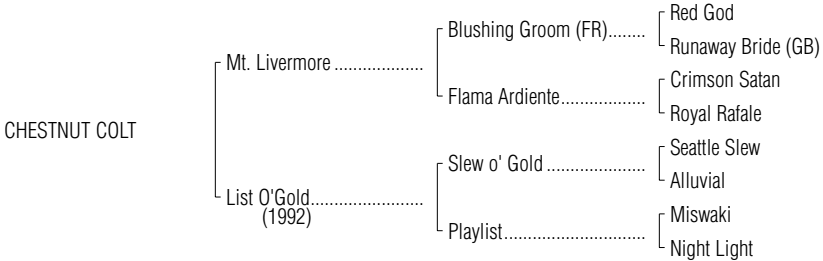 Red God
Blushing Groom (FR)........
Runaway Bride (GB)
Mt. Livermore ...................
Crimson Satan
Flama Ardiente..................
Royal Rafale
CHESTNUT COLT
Seattle Slew
Slew o' Gold .....................
Alluvial
List O'Gold........................
(1992)
Miswaki
Playlist..............................
Night Light